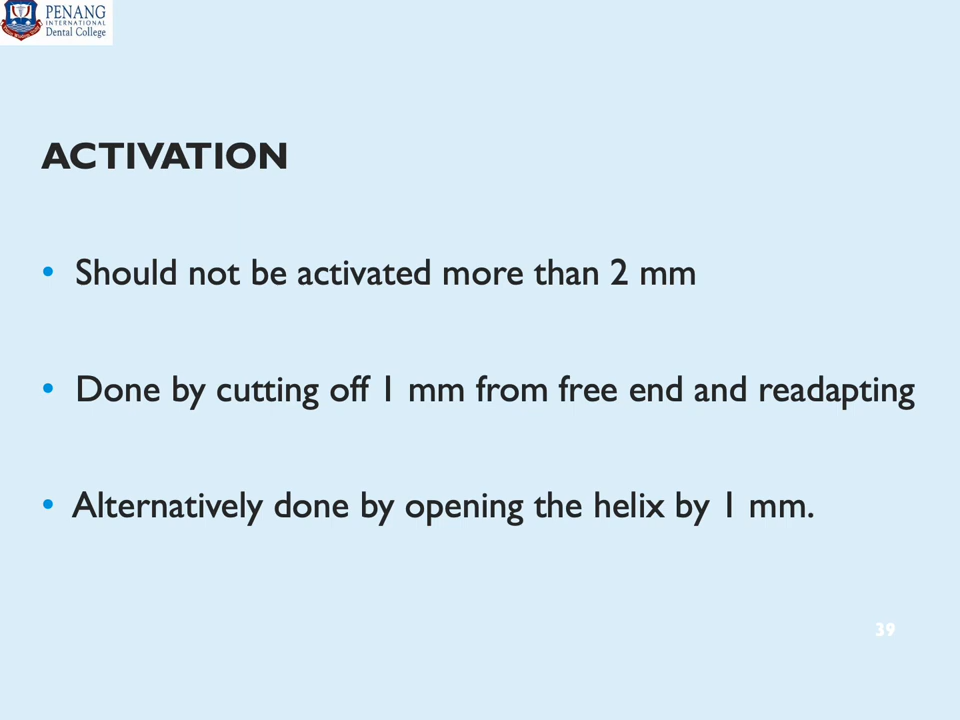 PENANG
INTERNATIONAL
Dental College
ACTIVATION
• Should not be activated more than 2 mm
• Done by cutting off 1 mm from free end and readapting
• Alternatively done by opening the helix by 1 mm.
39